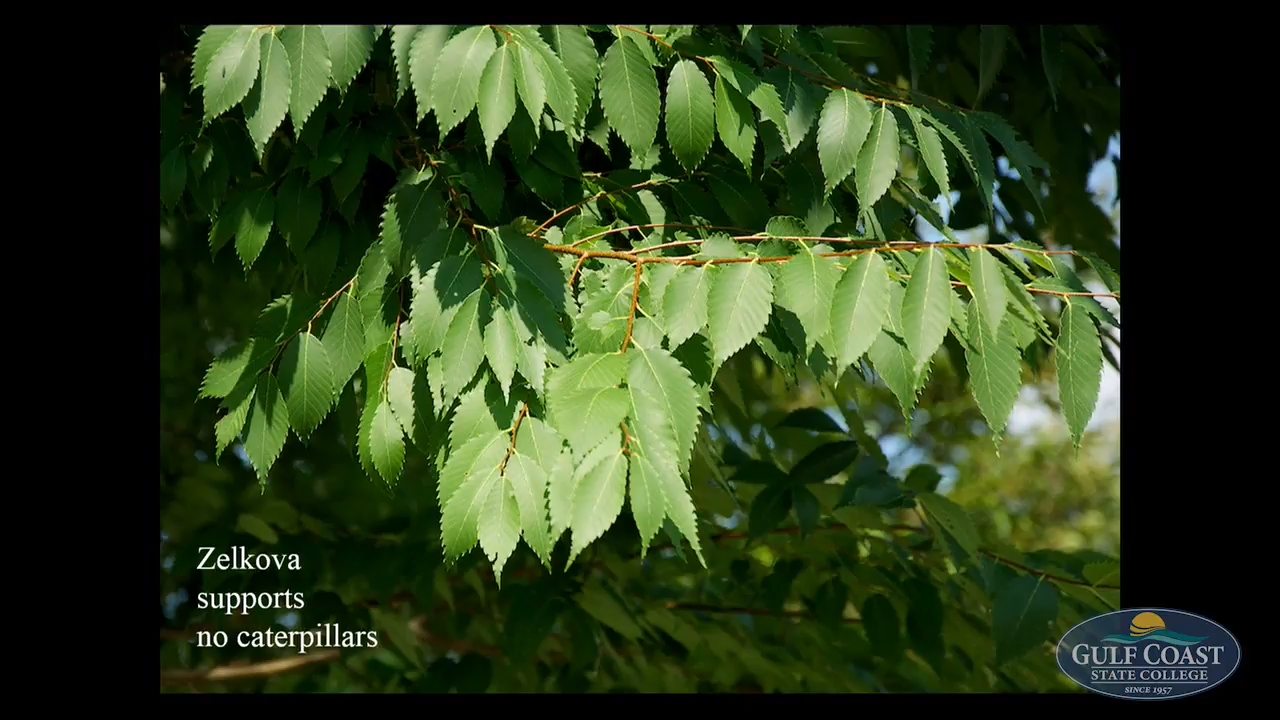 Zelkova
supports
no caterpillars
GULF COAST
STATE COLLEGE
SINCE 1957